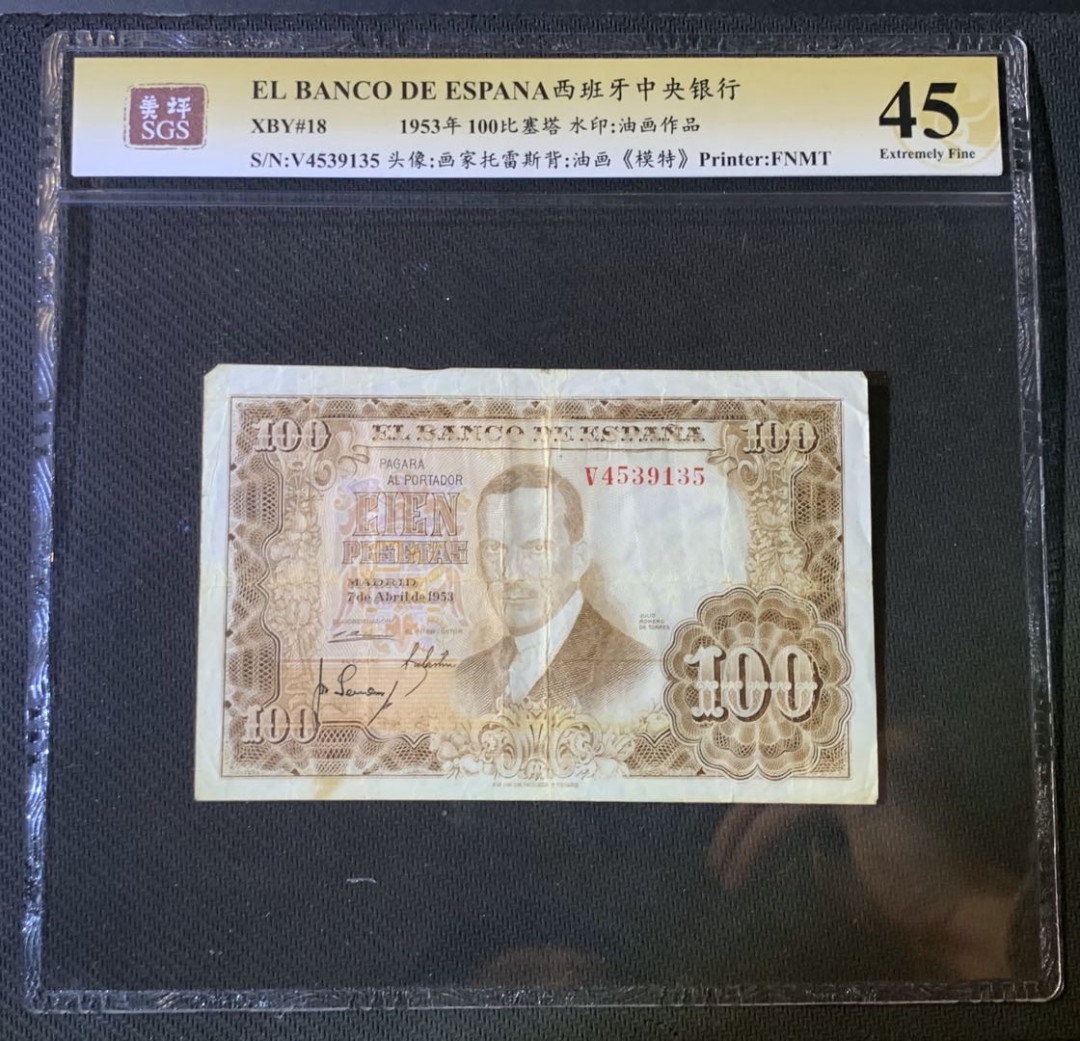 EL BANCO DE ESPANA西班牙中央银行
美评
SGS
XBY#18 1953年 100比塞塔 水印:油画作品
S/N:V4539135 头像:画家托雷斯背:油画《模特》Printer:FNMT
45
Extremely Fine
100 EL BANCO DE ESPAÑA 100
PAGARA
AL PORTADOR
V4539135
CIEN
PESETAS
MADRID
7 de Abril de 1953
JULIO
ROMERO
DE TORRES
100
100